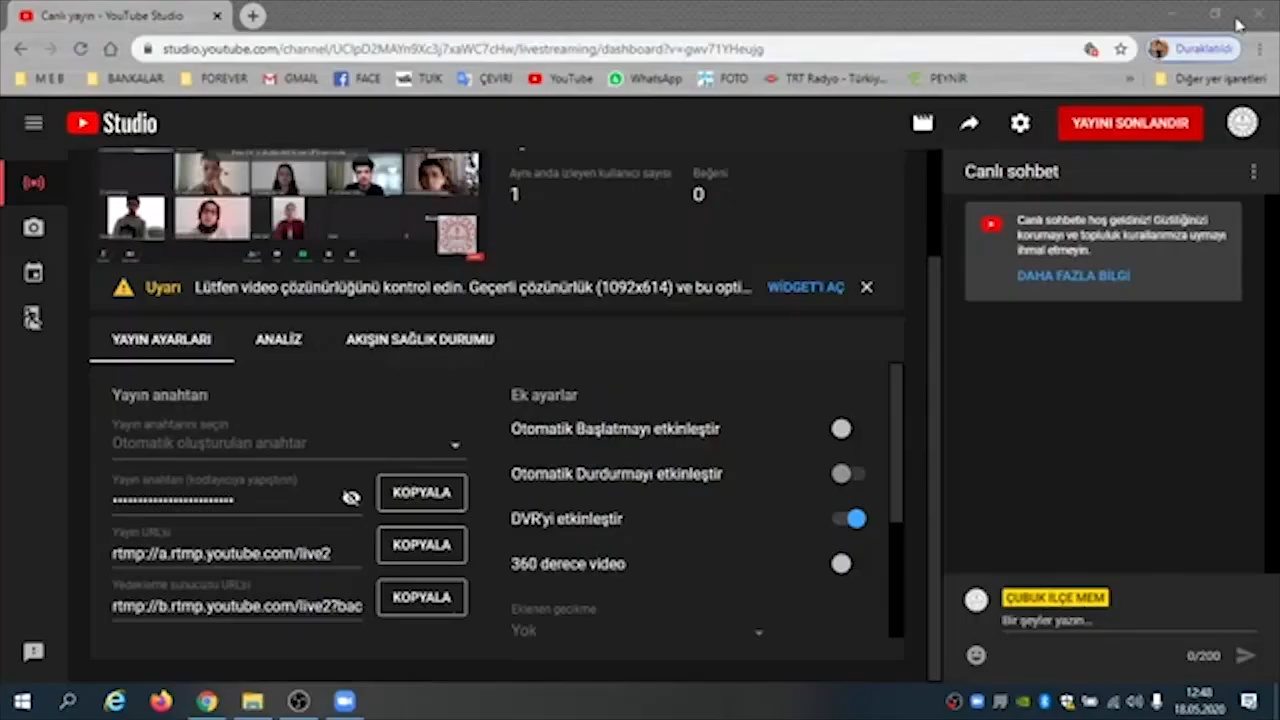 Canlı yayın - YouTube Studio
studio.youtube.com/channel/UClpD2MAYn9Xc3j7xaWC7cHw/livestreaming/dashboard?v=gwv71YHeujg
Duraklatıldı
M E B
BANKALAR
FOREVER
GMAIL
FACE
TUIK
ÇEVİRİ
YouTube
WhatsApp
FOTO
TRT Radyo - Türkiy...
PEYNİR
»
Diğer yer işaretleri
Studio
YAYINI SONLANDIR
Aynı anda izleyen kullanıcı sayısı
Beğeni
1
0
Uyarı
Lütfen video çözünürlüğünü kontrol edin. Geçerli çözünürlük (1092x614) ve bu opti...
WİDGET'I AÇ
YAYIN AYARLARI
ANALİZ
AKIŞIN SAĞLIK DURUMU
Yayın anahtarı
Yayın anahtarını seçin
Otomatik oluşturulan anahtar
Yayın anahtarı (kodlayıcıya yapıştırın)
KOPYALA
Yayın URL'si
rtmp://a.rtmp.youtube.com/live2
KOPYALA
Yedekleme sunucusu URL'si
rtmp://b.rtmp.youtube.com/live2?bac
KOPYALA
Ek ayarlar
Otomatik Başlatmayı etkinleştir
Otomatik Durdurmayı etkinleştir
DVR'yi etkinleştir
360 derece video
Eklenen gecikme
Yok
Canlı sohbet
Canlı sohbete hoş geldiniz! Gizliliğinizi
korumayı ve topluluk kurallarımıza uymayı
ihmal etmeyin.
DAHA FAZLA BİLGİ
ÇUBUK İLÇE MEM
Bir şeyler yazın...
0/200
12:48
18.05.2020